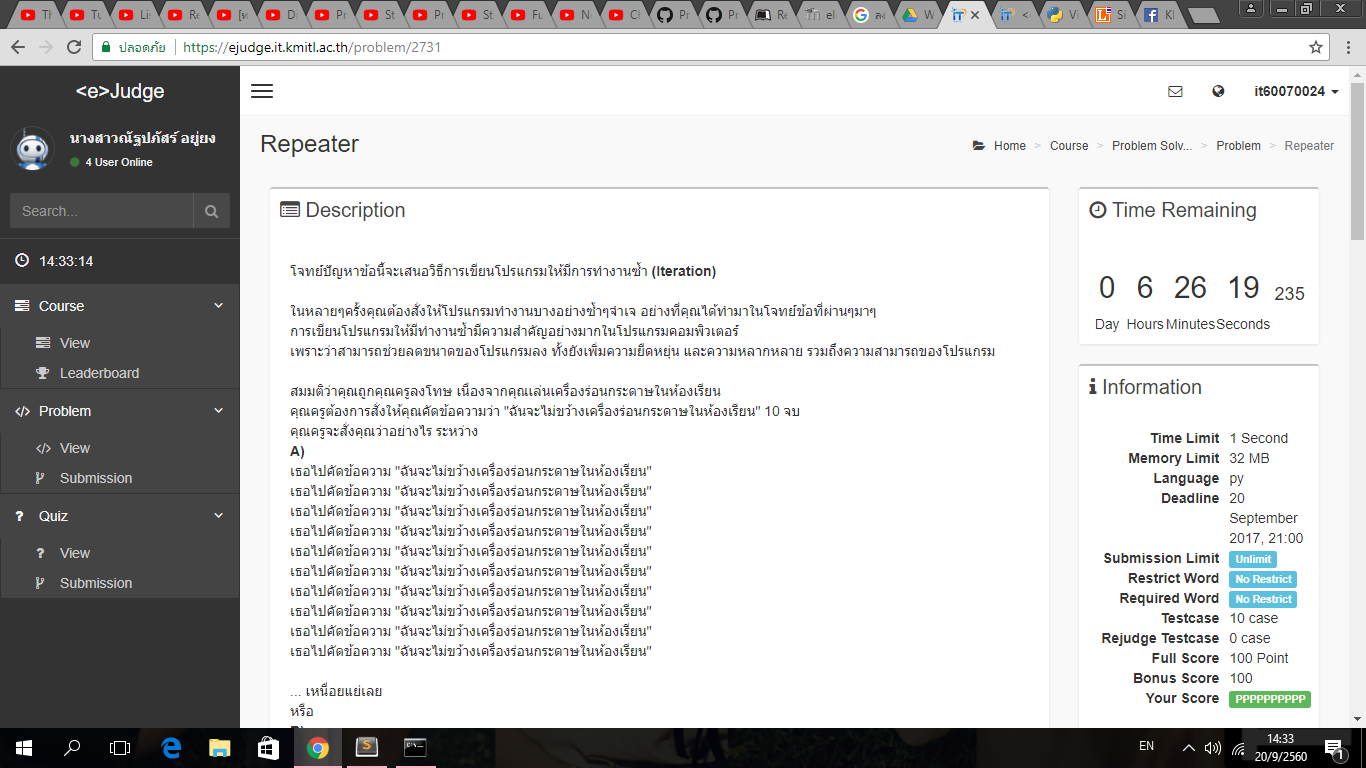 Th
Tu
Li
Re
[ห
Di
Pr
St
Pr
St
Fu
N
Cl
Pr
Pr
Re
el
ลง
W
<
Vi
Si
Kl
ปลอดภัย
https://ejudge.it.kmitl.ac.th/problem/2731
<e>Judge
นางสาวณัฐปภัสร์ อยู่ยง
4 User Online
Search...
14:33:14
Course
View
Leaderboard
Problem
View
Submission
Quiz
View
Submission
it60070024
Repeater
Home > Course > Problem Solv... > Problem > Repeater
Description
โจทย์ปัญหาข้อนี้จะเสนอวิธีการเขียนโปรแกรมให้มีการทำงานซ้ำ (Iteration)
ในหลายๆครั้งคุณต้องสั่งให้โปรแกรมทำงานบางอย่างซ้ำๆจำเจ อย่างที่คุณได้ทำมาในโจทย์ข้อที่ผ่านๆมาๆ
การเขียนโปรแกรมให้มีทำงานซ้ำมีความสำคัญอย่างมากในโปรแกรมคอมพิวเตอร์
เพราะว่าสามารถช่วยลดขนาดของโปรแกรมลง ทั้งยังเพิ่มความยืดหยุ่น และความหลากหลาย รวมถึงความสามารถของโปรแกรม
สมมติว่าคุณถูกคุณครูลงโทษ เนื่องจากคุณเล่นเครื่องร่อนกระดาษในห้องเรียน
คุณครูต้องการสั่งให้คุณคัดข้อความว่า "ฉันจะไม่ขว้างเครื่องร่อนกระดาษในห้องเรียน" 10 จบ
คุณครูจะสั่งคุณว่าอย่างไร ระหว่าง
A)
เธอไปคัดข้อความ "ฉันจะไม่ขว้างเครื่องร่อนกระดาษในห้องเรียน"
เธอไปคัดข้อความ "ฉันจะไม่ขว้างเครื่องร่อนกระดาษในห้องเรียน"
เธอไปคัดข้อความ "ฉันจะไม่ขว้างเครื่องร่อนกระดาษในห้องเรียน"
เธอไปคัดข้อความ "ฉันจะไม่ขว้างเครื่องร่อนกระดาษในห้องเรียน"
เธอไปคัดข้อความ "ฉันจะไม่ขว้างเครื่องร่อนกระดาษในห้องเรียน"
เธอไปคัดข้อความ "ฉันจะไม่ขว้างเครื่องร่อนกระดาษในห้องเรียน"
เธอไปคัดข้อความ "ฉันจะไม่ขว้างเครื่องร่อนกระดาษในห้องเรียน"
เธอไปคัดข้อความ "ฉันจะไม่ขว้างเครื่องร่อนกระดาษในห้องเรียน"
เธอไปคัดข้อความ "ฉันจะไม่ขว้างเครื่องร่อนกระดาษในห้องเรียน"
เธอไปคัดข้อความ "ฉันจะไม่ขว้างเครื่องร่อนกระดาษในห้องเรียน"
... เหนื่อยแย่เลย
หรือ
Time Remaining
0 6 26 19 235
Day Hours Minutes Seconds
Information
Time Limit 1 Second
Memory Limit 32 MB
Language py
Deadline 20
September
2017, 21:00
Submission Limit Unlimit
Restrict Word No Restrict
Required Word No Restrict
Testcase 10 case
Rejudge Testcase 0 case
Full Score 100 Point
Bonus Score 100
Your Score PPPPPPPPPP
EN
14:33
20/9/2560
1